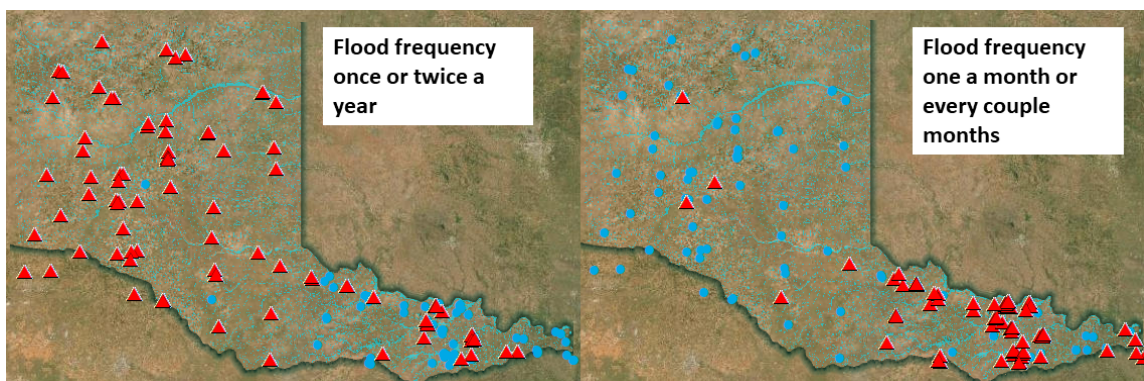 Flood frequency
once or twice a
year
Flood frequency
one a month or
every couple
months